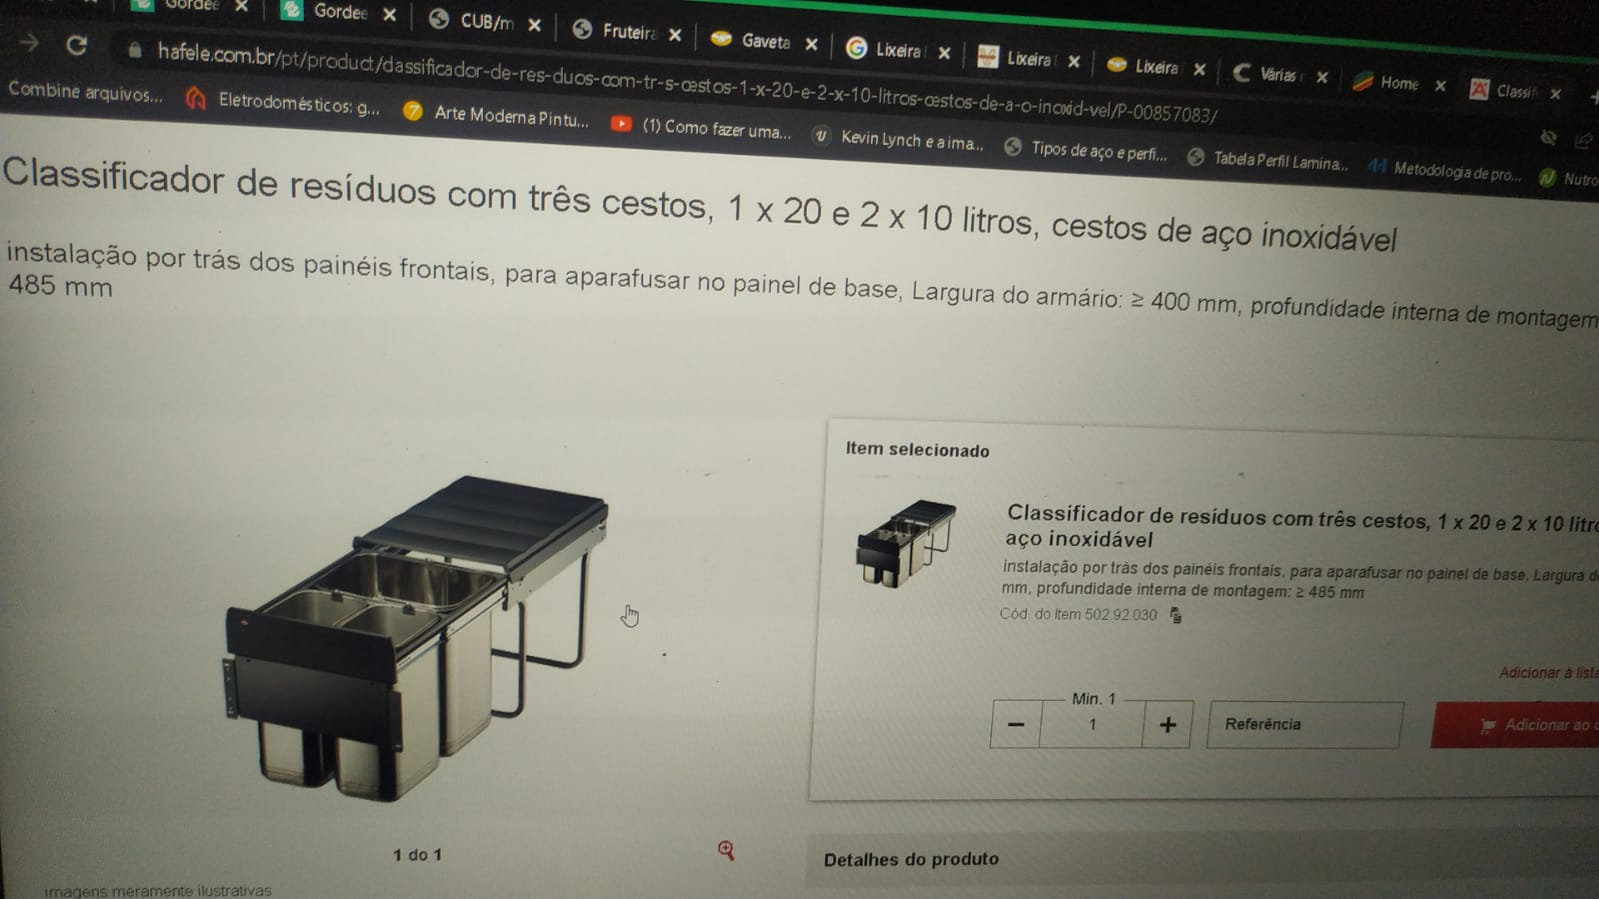 Gordee
Gordee
CUB/m
Fruteira
Gaveta
Lixeira
Lixeira
Lixeira
Várias
Home
Classifi
hafele.com.br/pt/product/classificador-de-res-duos-com-tr-s-cestos-1-x-20-e-2-x-10-litros-cestos-de-a-o-inoxid-vel/P-00857083/
Combine arquivos...
Eletrodomésticos: g...
7
Arte Moderna Pintu...
(1) Como fazer uma...
Kevin Lynch e a ima...
Tipos de aço e perfi...
Tabela Perfil Lamina...
Metodologia de pro...
Nutro
Classificador de resíduos com três cestos, 1 x 20 e 2 x 10 litros, cestos de aço inoxidável
instalação por trás dos painéis frontais, para aparafusar no painel de base, Largura do armário: ≥ 400 mm, profundidade interna de montagem
485 mm
Item selecionado
Classificador de resíduos com três cestos, 1 x 20 e 2 x 10 litro
aço inoxidável
instalação por trás dos painéis frontais, para aparafusar no painel de base, Largura do
mm, profundidade interna de montagem: ≥ 485 mm
Cód. do Item 502.92.030
Adicionar à lista
Min. 1
− 1 +
Referência
Adicionar ao c
1 do 1
Detalhes do produto
imagens meramente ilustrativas